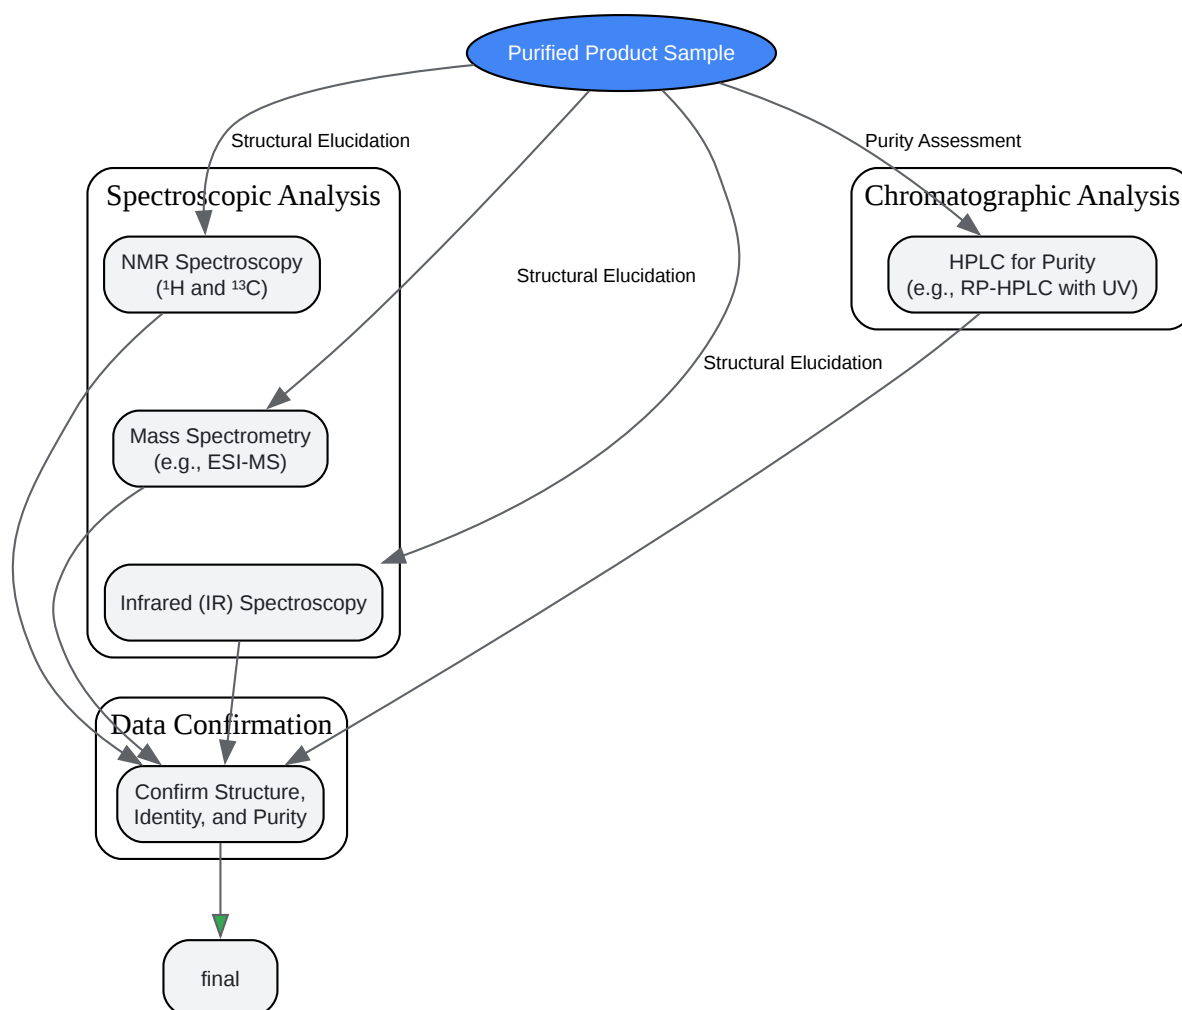 Purified Product Sample
Structural Elucidation
Purity Assessment
Spectroscopic Analysis
Chromatographic Analysis
NMR Spectroscopy
(¹H and ¹³C)
HPLC for Purity
(e.g., RP-HPLC with UV)
Structural Elucidation
Structural Elucidation
Mass Spectrometry
(e.g., ESI-MS)
Infrared (IR) Spectroscopy
Data Confirmation
Confirm Structure,
Identity, and Purity
final